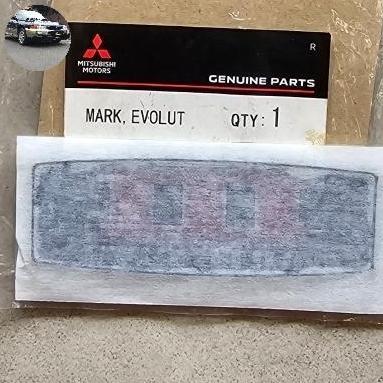 R
MITSUBISHI
MOTORS
GENUINE PARTS
MARK, EVOLUT QTY: 1